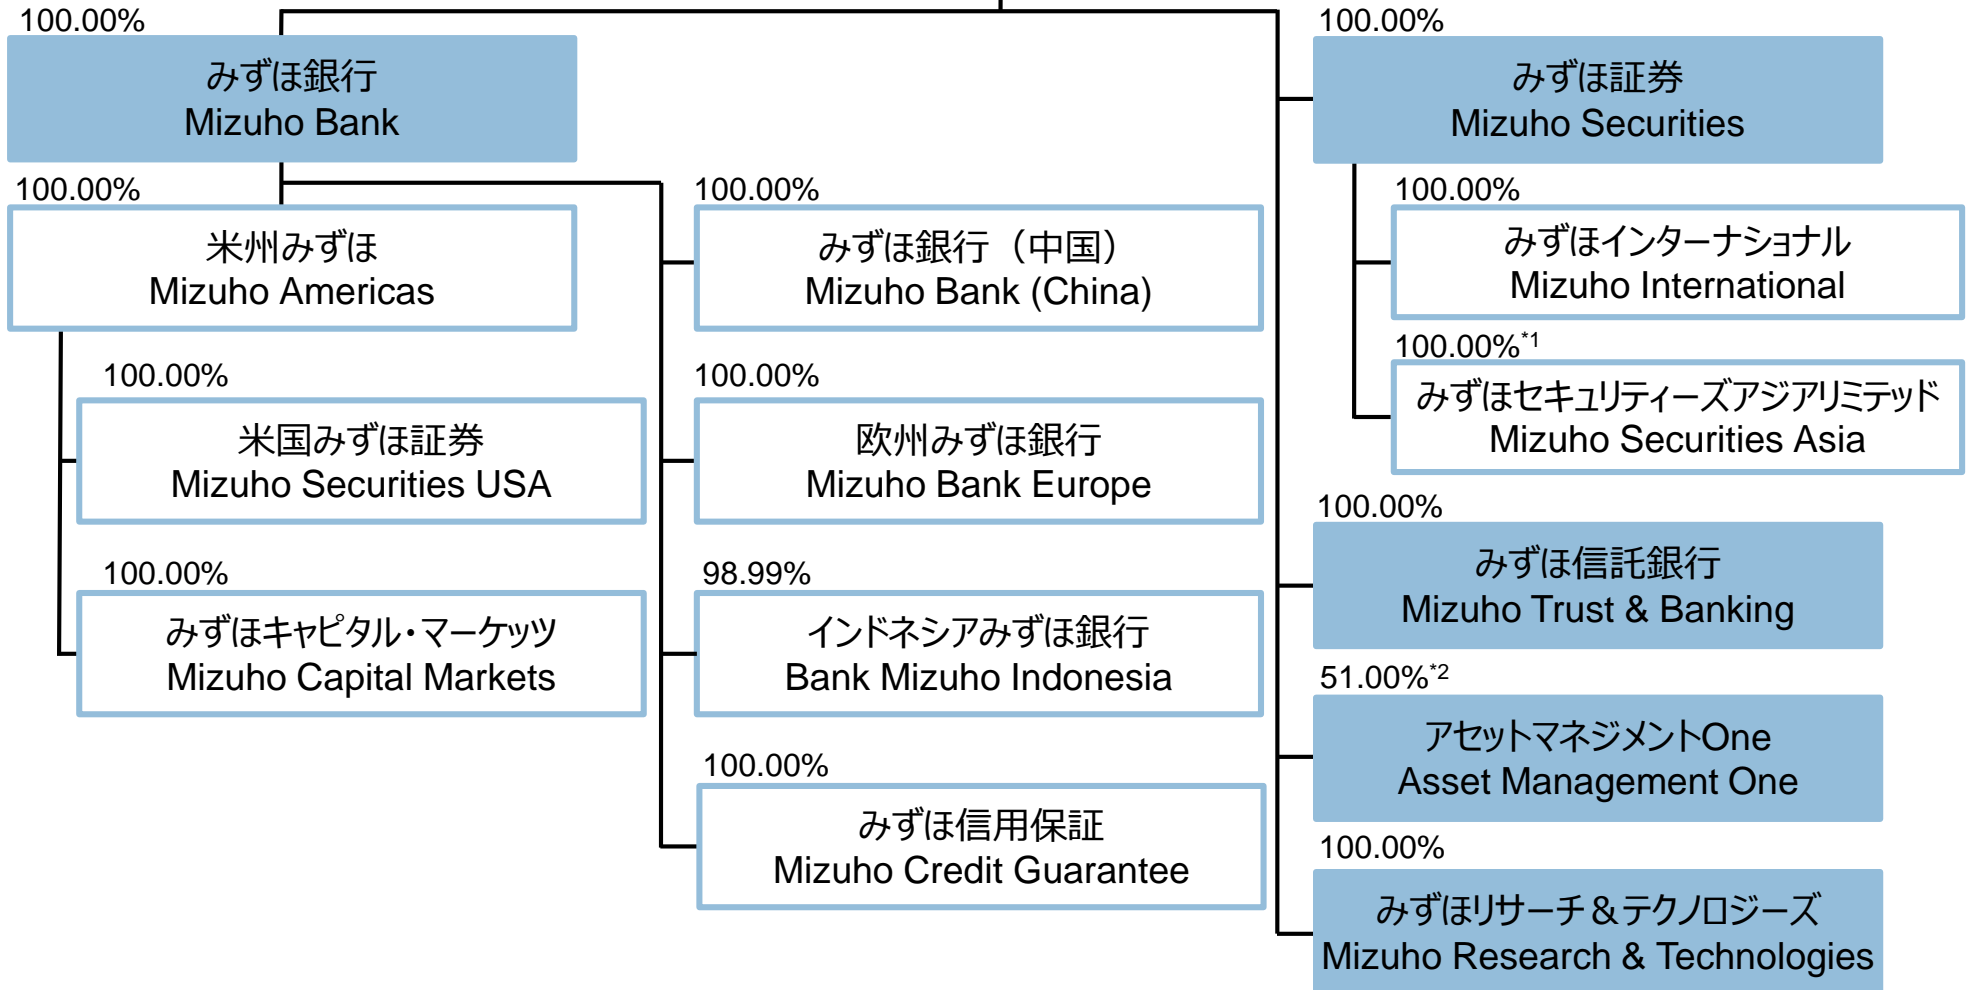 100.00%
みずほ銀行
Mizuho Bank
100.00%
米州みずほ
Mizuho Americas
100.00%
米国みずほ証券
Mizuho Securities USA
100.00%
みずほキャピタル・マーケッツ
Mizuho Capital Markets
100.00%
みずほ銀行（中国）
Mizuho Bank (China)
100.00%
欧州みずほ銀行
Mizuho Bank Europe
98.99%
インドネシアみずほ銀行
Bank Mizuho Indonesia
100.00%
みずほ信用保証
Mizuho Credit Guarantee
100.00%
みずほ証券
Mizuho Securities
100.00%
みずほインターナショナル
Mizuho International
100.00%*1
みずほセキュリティーズアジアリミテッド
Mizuho Securities Asia
100.00%
みずほ信託銀行
Mizuho Trust & Banking
51.00%*2
アセットマネジメントOne
Asset Management One
100.00%
みずほリサーチ＆テクノロジーズ
Mizuho Research & Technologies